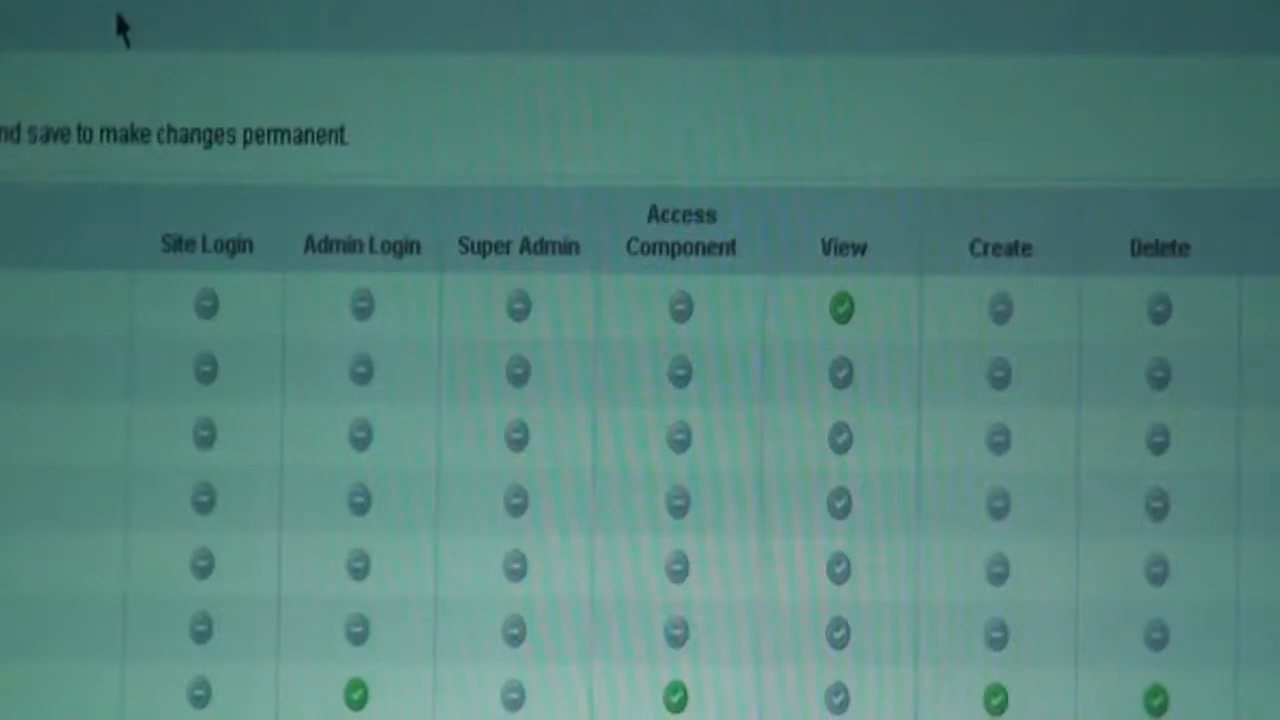 nd save to make changes permanent.
Access
Site Login Admin Login Super Admin Component View Create Delete